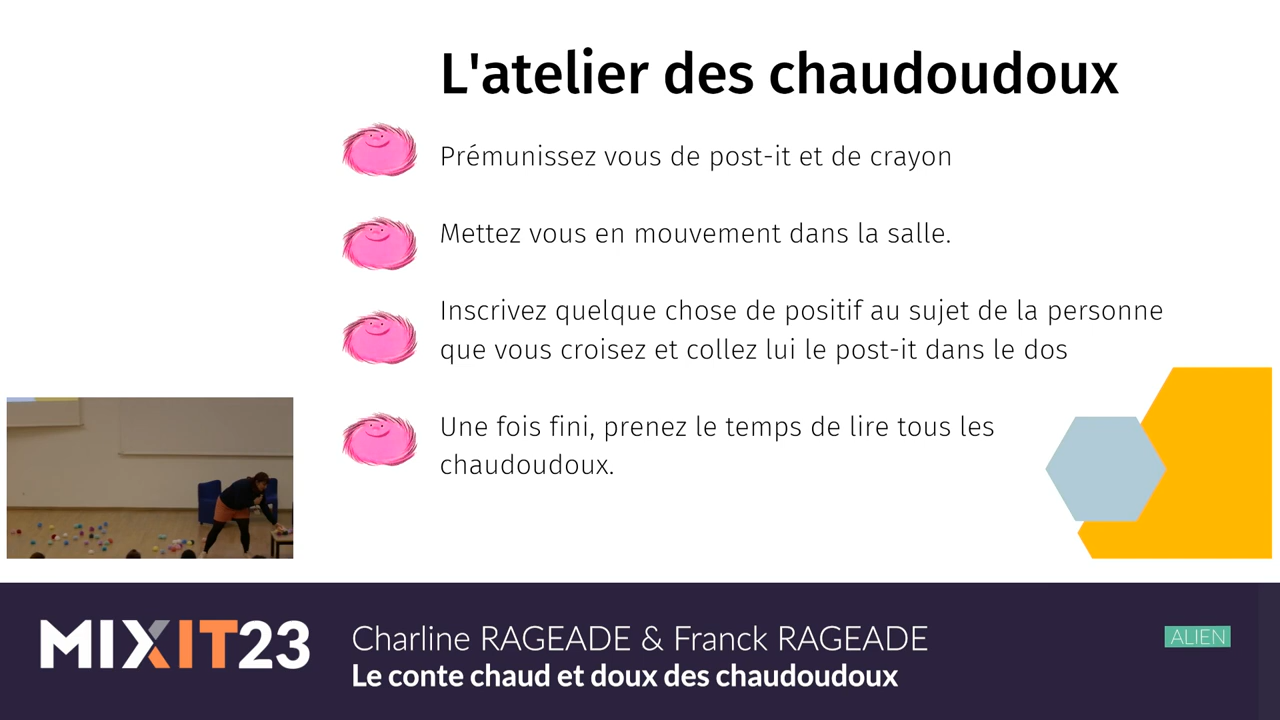 L'atelier des chaudoudoux
Prémunissez vous de post-it et de crayon
Mettez vous en mouvement dans la salle.
Inscrivez quelque chose de positif au sujet de la personne
que vous croisez et collez lui le post-it dans le dos
Une fois fini, prenez le temps de lire tous les
chaudoudoux.
MIXIT23
Charline RAGEADE & Franck RAGEADE
Le conte chaud et doux des chaudoudoux
ALIEN